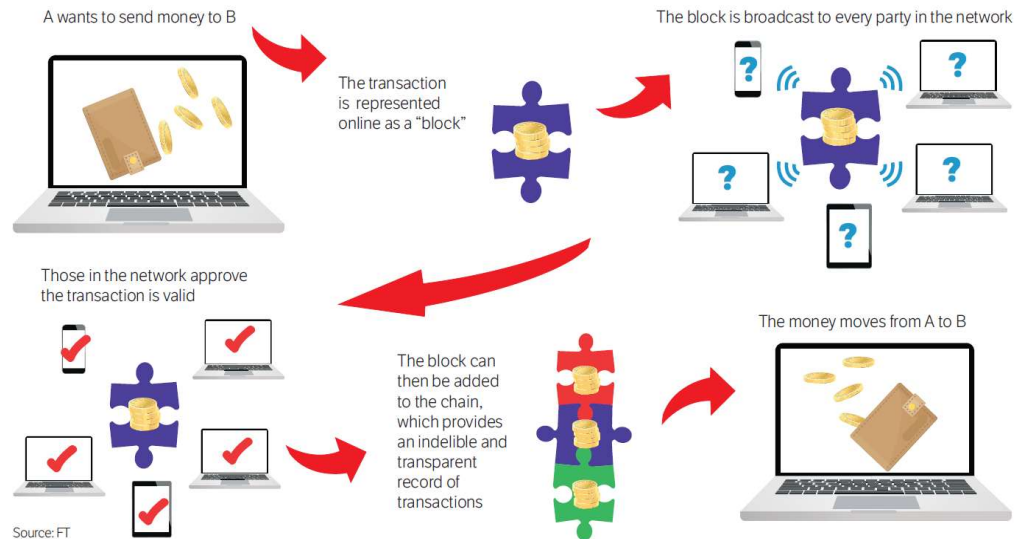 A wants to send money to B
The transaction
is represented
online as a “block”
The block is broadcast to every party in the network
?
?
?
?
?
Those in the network approve
the transaction is valid
The block can
then be added
to the chain,
which provides
an indelible and
transparent
record of
transactions
The money moves from A to B
Source: FT